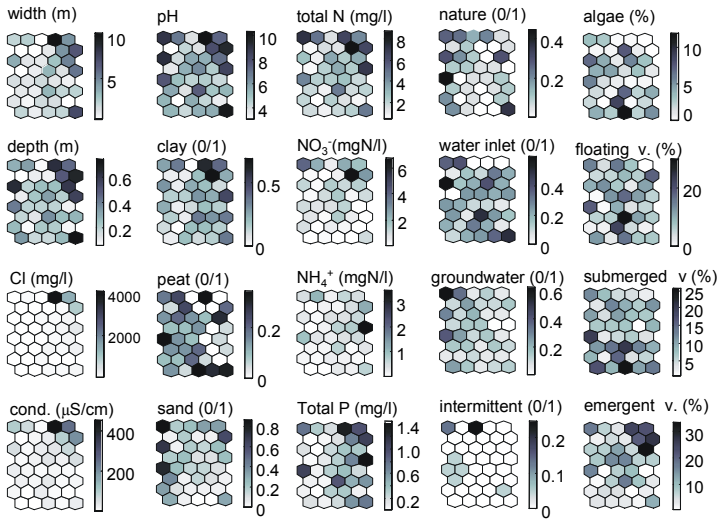 width (m) pH total N (mg/l) nature (0/1) algae (%)
10 5
10 8 6 4
8 6 4 2
0.4 0.2
10 5 0
depth (m) clay (0/1) NO3-(mgN/l) water inlet (0/1) floating v. (%)
0.6 0.4 0.2
0.5 0
6 4 2
0.4 0.2 0
20 0
Cl (mg/l) peat (0/1) NH4+ (mgN/l) groundwater (0/1) submerged v (%)
4000 2000
0.2 0
3 2 1
0.6 0.4 0.2
25 20 15 10 5
cond. (µS/cm) sand (0/1) Total P (mg/l) intermittent (0/1) emergent v. (%)
400 200
0.8 0.6 0.4 0.2 0
1.4 1.0 0.6 0.2
0.2 0.1 0
30 20 10